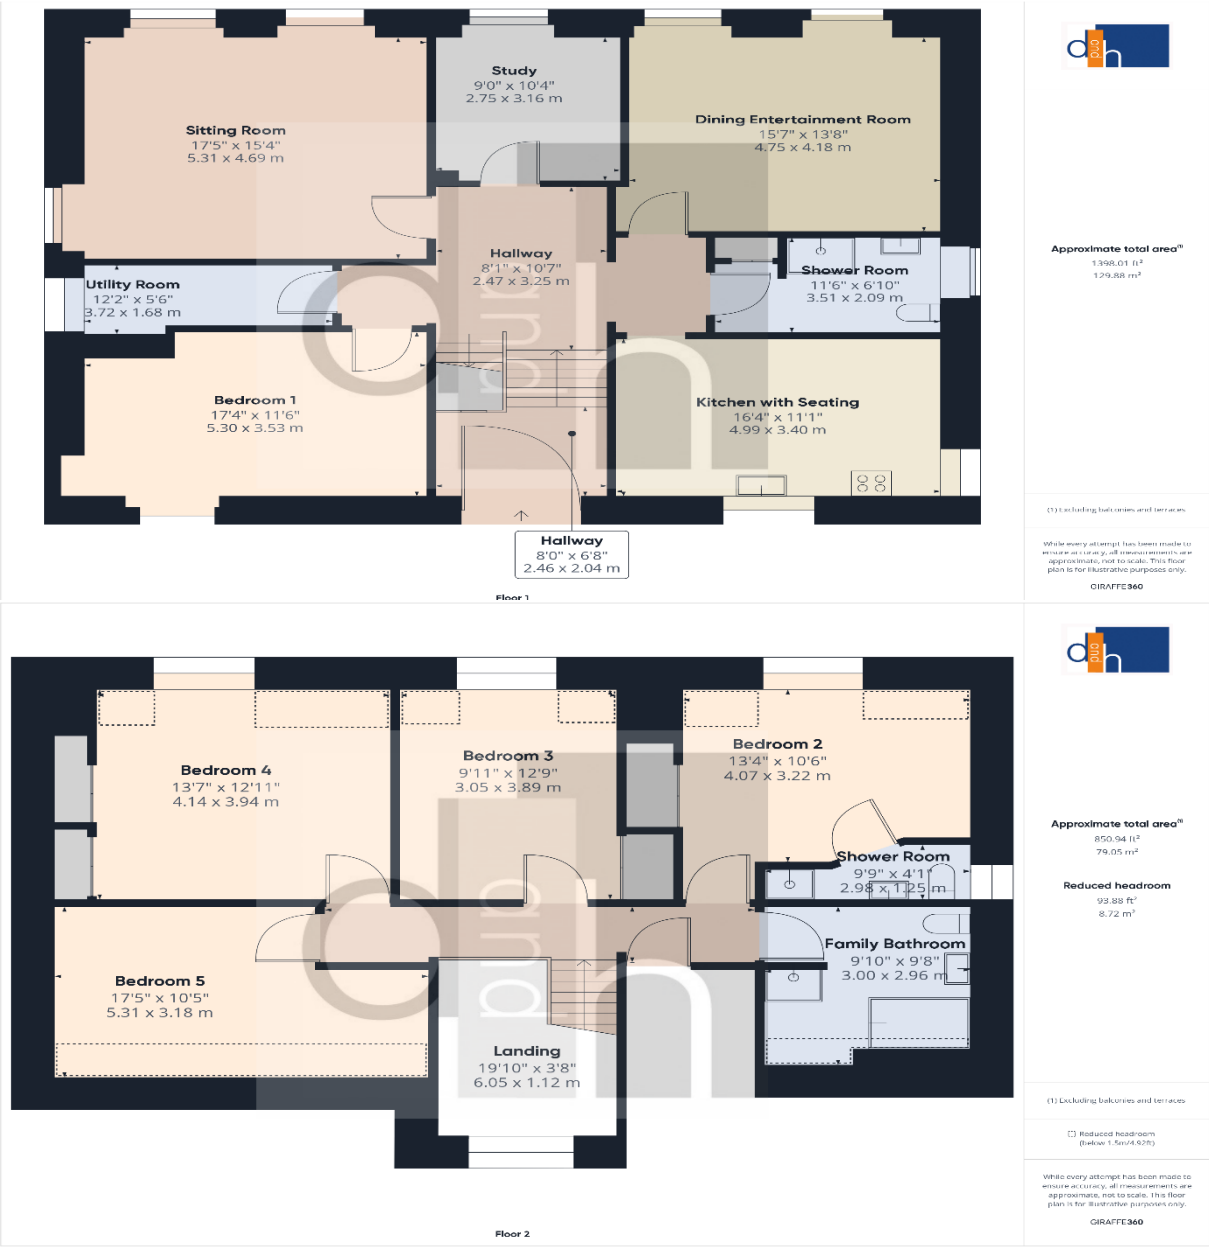 Study
9'0" x 10'4"
2.75 x 3.16 m
Sitting Room
17'5" x 15'4"
5.31 x 4.69 m
Dining Entertainment Room
15'7" x 13'8"
4.75 x 4.18 m
Hallway
8'1" x 10'7"
2.47 x 3.25 m
Utility Room
12'2" x 5'6"
3.72 x 1.68 m
Shower Room
11'6" x 6'10"
3.51 x 2.09 m
Bedroom 1
17'4" x 11'6"
5.30 x 3.53 m
Kitchen with Seating
16'4" x 11'1"
4.99 x 3.40 m
Hallway
8'0" x 6'8"
2.46 x 2.04 m
Floor 1
d and h
d and h
Approximate total area(1)
1398.01 ft²
129.88 m²
(1) Excluding balconies and terraces
While every attempt has been made to
ensure accuracy, all measurements are
approximate, not to scale. This floor
plan is for illustrative purposes only.
GIRAFFE360
Bedroom 4
13'7" x 12'11"
4.14 x 3.94 m
Bedroom 3
9'11" x 12'9"
3.05 x 3.89 m
Bedroom 2
13'4" x 10'6"
4.07 x 3.22 m
Shower Room
9'9" x 4'1"
2.98 x 1.25 m
Family Bathroom
9'10" x 9'8"
3.00 x 2.96 m
Bedroom 5
17'5" x 10'5"
5.31 x 3.18 m
Landing
19'10" x 3'8"
6.05 x 1.12 m
Floor 2
d and h
d and h
Approximate total area(1)
850.94 ft²
79.05 m²
Reduced headroom
93.88 ft²
8.72 m²
(1) Excluding balconies and terraces
Reduced headroom
(below 1.5m/4.92ft)
While every attempt has been made to
ensure accuracy, all measurements are
approximate, not to scale. This floor
plan is for illustrative purposes only.
GIRAFFE360